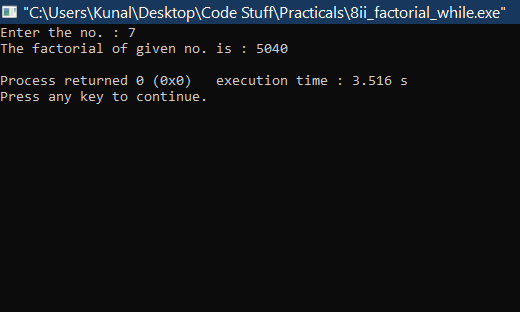 "C:\Users\Kunal\Desktop\Code Stuff\Practicals\8ii_factorial_while.exe"
Enter the no. : 7
The factorial of given no. is : 5040
Process returned 0 (0x0)   execution time : 3.516 s
Press any key to continue.